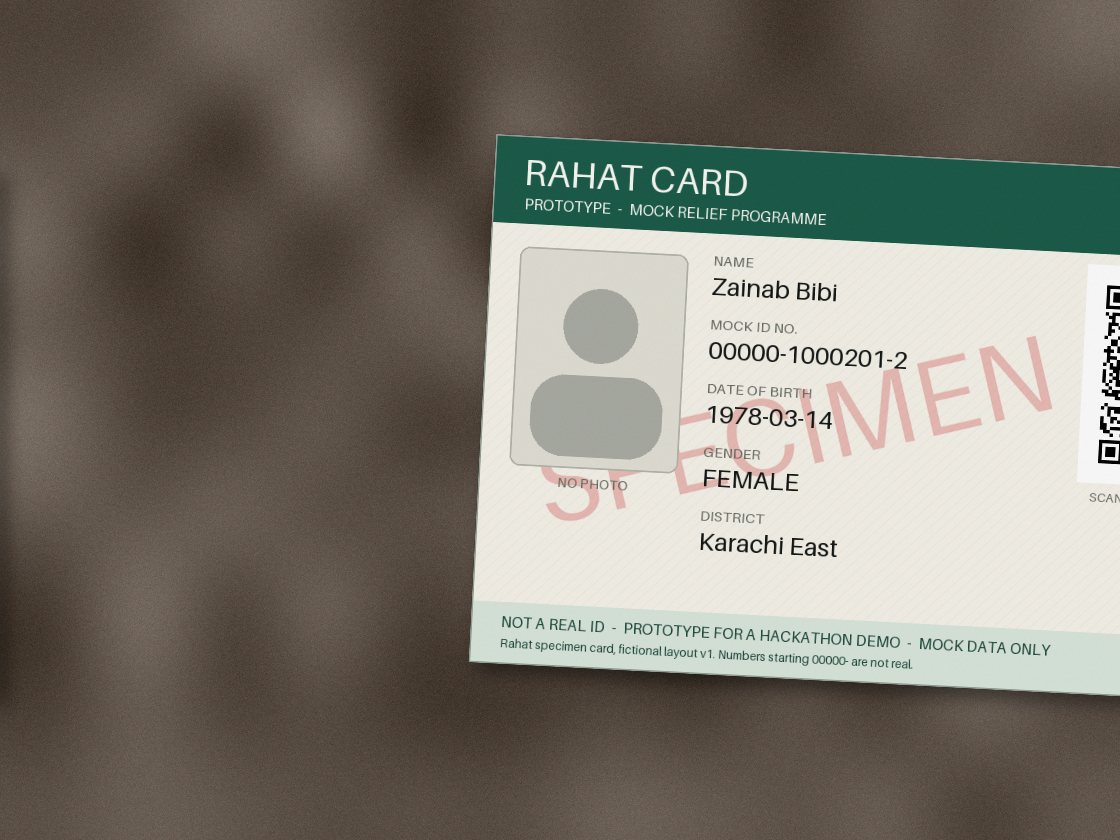 RAHAT CARD
PROTOTYPE - MOCK RELIEF PROGRAMME
NAME
Zainab Bibi
MOCK ID NO.
00000-1000201-2
DATE OF BIRTH
1978-03-14
GENDER
FEMALE
DISTRICT
Karachi East
NO PHOTO
SPECIMEN
NOT A REAL ID - PROTOTYPE FOR A HACKATHON DEMO - MOCK DATA ONLY
Rahat specimen card, fictional layout v1. Numbers starting 00000- are not real.